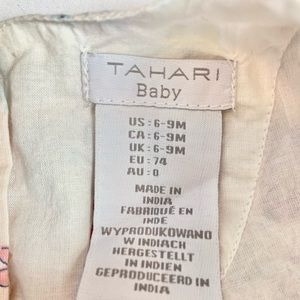 TAHARI
Baby
US : 6-9M
CA : 6-9M
UK : 6-9M
EU : 74
AU : 0
MADE IN
INDIA
FABRIQUÉ EN
INDE
WYPRODUKOWANO
W INDIACH
HERGESTELLT
IN INDIEN
GEPRODUCEERD IN
INDIA